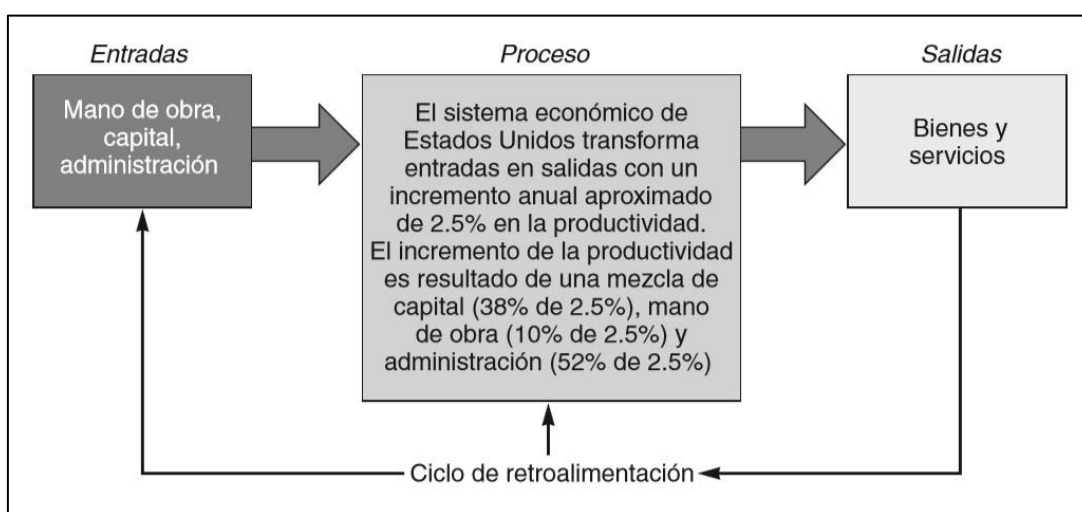 Entradas
Mano de obra,
capital,
administración
Proceso
El sistema económico de
Estados Unidos transforma
entradas en salidas con un
incremento anual aproximado
de 2.5% en la productividad.
El incremento de la productividad
es resultado de una mezcla de
capital (38% de 2.5%), mano
de obra (10% de 2.5%) y
administración (52% de 2.5%)
Salidas
Bienes y
servicios
Ciclo de retroalimentación